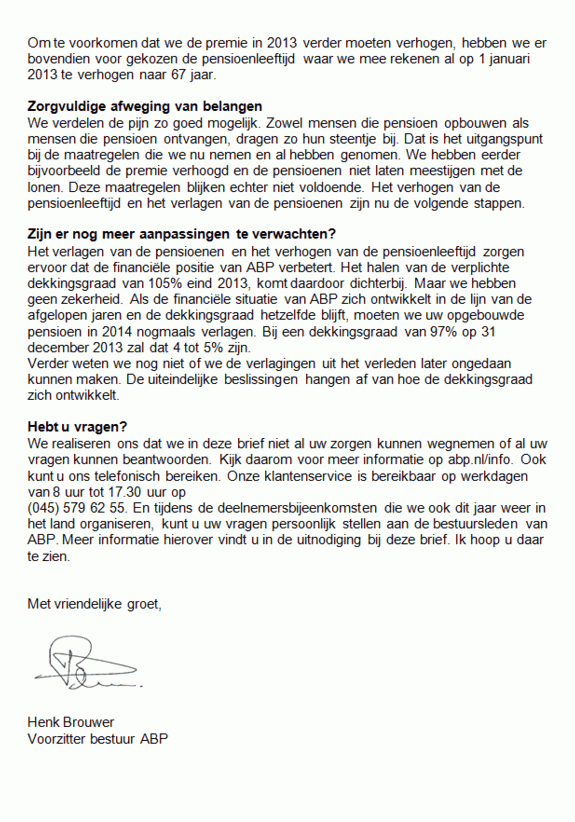 Om te voorkomen dat we de premie in 2013 verder moeten verhogen, hebben we er
bovendien voor gekozen de pensioenleeftijd waar we mee rekenen al op 1 januari
2013 te verhogen naar 67 jaar.
Zorgvuldige afweging van belangen
We verdelen de pijn zo goed mogelijk. Zowel mensen die pensioen opbouwen als
mensen die pensioen ontvangen, dragen zo hun steentje bij. Dat is het uitgangspunt
bij de maatregelen die we nu nemen en al hebben genomen. We hebben eerder
bijvoorbeeld de premie verhoogd en de pensioenen niet laten meestijgen met de
lonen. Deze maatregelen blijken echter niet voldoende. Het verhogen van de
pensioenleeftijd en het verlagen van de pensioenen zijn nu de volgende stappen.
Zijn er nog meer aanpassingen te verwachten?
Het verlagen van de pensioenen en het verhogen van de pensioenleeftijd zorgen
ervoor dat de financiële positie van ABP verbetert. Het halen van de verplichte
dekkingsgraad van 105% eind 2013, komt daardoor dichterbij. Maar we hebben
geen zekerheid. Als de financiële situatie van ABP zich ontwikkelt in de lijn van de
afgelopen jaren en de dekkingsgraad hetzelfde blijft, moeten we uw opgebouwde
pensioen in 2014 nogmaals verlagen. Bij een dekkingsgraad van 97% op 31
december 2013 zal dat 4 tot 5% zijn.
Verder weten we nog niet of we de verlagingen uit het verleden later ongedaan
kunnen maken. De uiteindelijke beslissingen hangen af van hoe de dekkingsgraad
zich ontwikkelt.
Hebt u vragen?
We realiseren ons dat we in deze brief niet al uw zorgen kunnen wegnemen of al uw
vragen kunnen beantwoorden. Kijk daarom voor meer informatie op abp.nl/info. Ook
kunt u ons telefonisch bereiken. Onze klantenservice is bereikbaar op werkdagen
van 8 uur tot 17.30 uur op
(045) 579 62 55. En tijdens de deelnemersbijeenkomsten die we ook dit jaar weer in
het land organiseren, kunt u uw vragen persoonlijk stellen aan de bestuursleden van
ABP. Meer informatie hierover vindt u in de uitnodiging bij deze brief. Ik hoop u daar
te zien.
Met vriendelijke groet,
Henk Brouwer
Voorzitter bestuur ABP